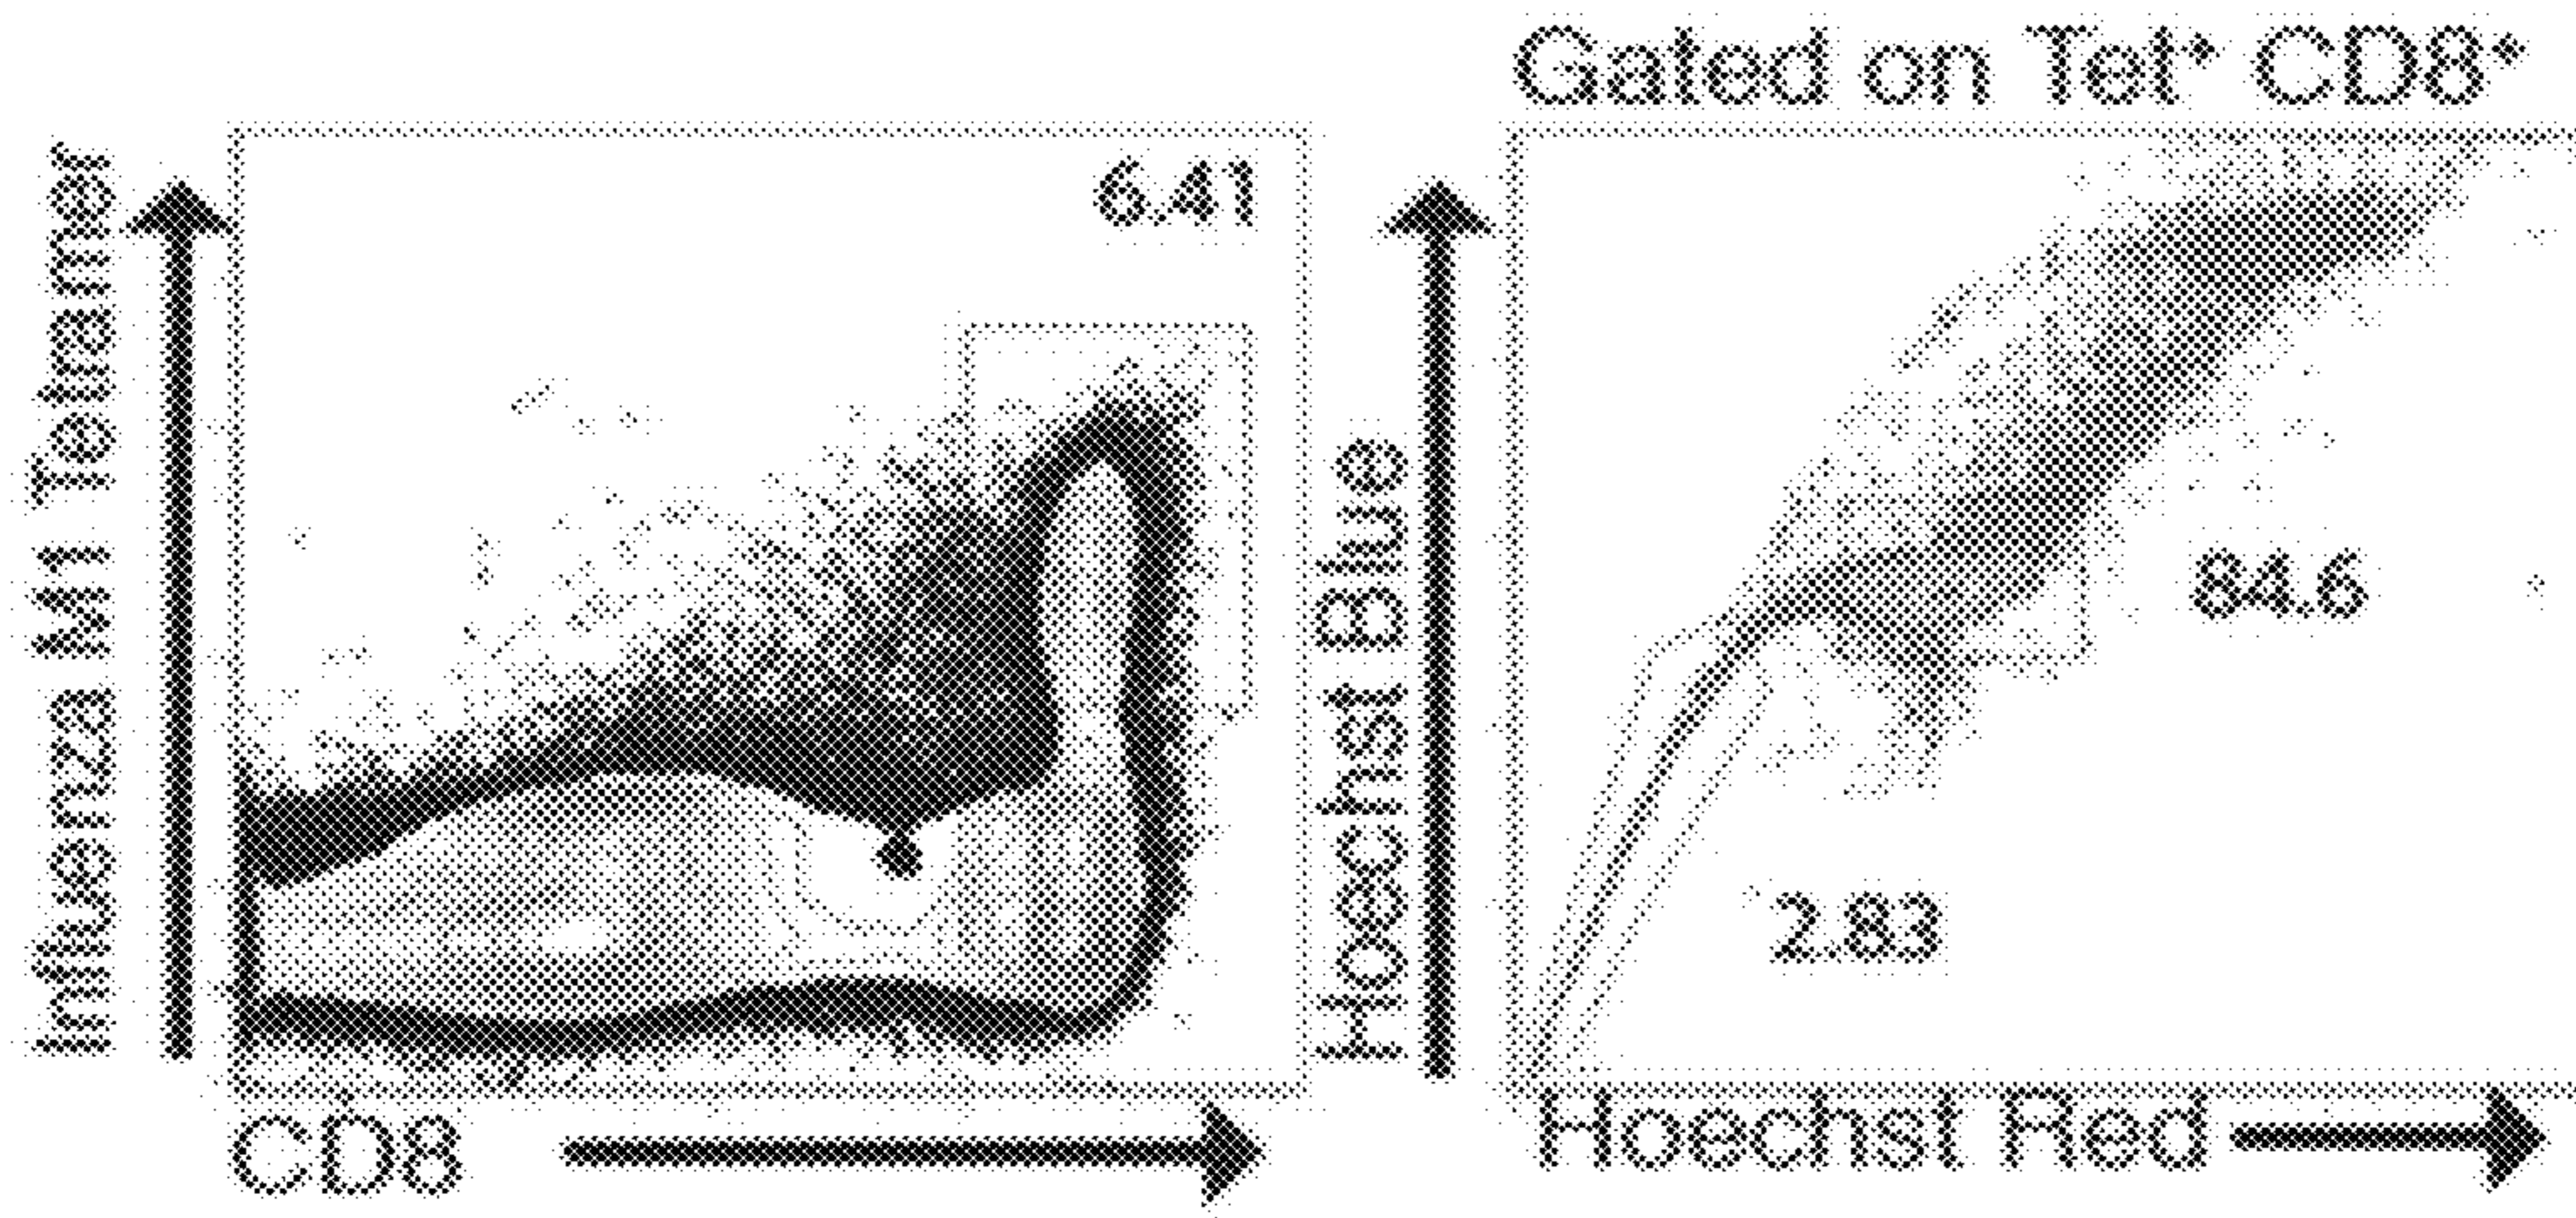 Gated on Tet⁺ CD8⁺
Influenza M1 Tetramer
6.41
CD8
Hoechst Blue
84.6
2.83
Hoechst Red